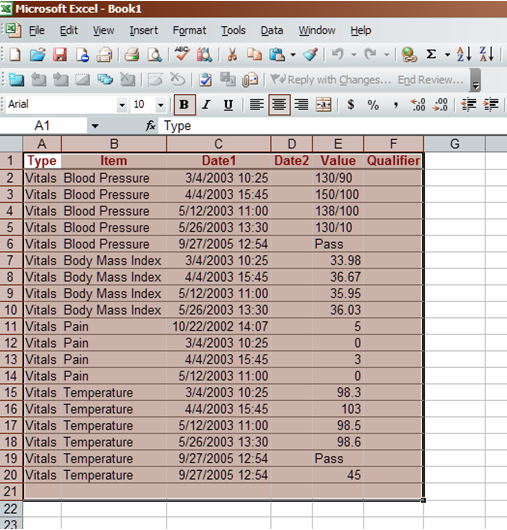 Microsoft Excel - Book1
File Edit View Insert Format Tools Data Window Help
Reply with Changes... End Review...
Arial 10 B I U $ % , .00 .00
A1 fx Type
A B C D E F G
1 Type Item Date1 Date2 Value Qualifier
2 Vitals Blood Pressure 3/4/2003 10:25 130/90
3 Vitals Blood Pressure 4/4/2003 15:45 150/100
4 Vitals Blood Pressure 5/12/2003 11:00 138/100
5 Vitals Blood Pressure 5/26/2003 13:30 130/10
6 Vitals Blood Pressure 9/27/2005 12:54 Pass
7 Vitals Body Mass Index 3/4/2003 10:25 33.98
8 Vitals Body Mass Index 4/4/2003 15:45 36.67
9 Vitals Body Mass Index 5/12/2003 11:00 35.95
10 Vitals Body Mass Index 5/26/2003 13:30 36.03
11 Vitals Pain 10/22/2002 14:07 5
12 Vitals Pain 3/4/2003 10:25 0
13 Vitals Pain 4/4/2003 15:45 3
14 Vitals Pain 5/12/2003 11:00 0
15 Vitals Temperature 3/4/2003 10:25 98.3
16 Vitals Temperature 4/4/2003 15:45 103
17 Vitals Temperature 5/12/2003 11:00 98.5
18 Vitals Temperature 5/26/2003 13:30 98.6
19 Vitals Temperature 9/27/2005 12:54 Pass
20 Vitals Temperature 9/27/2005 12:54 45
21
22
23